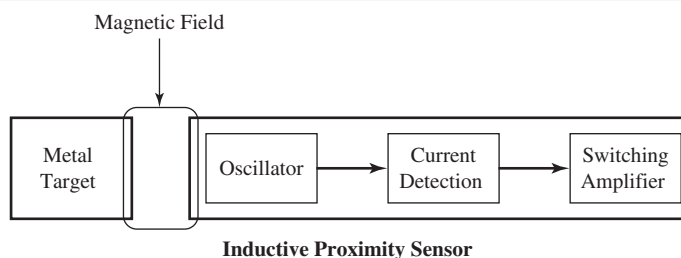 Magnetic Field
Metal
Target
Oscillator
Current
Detection
Switching
Amplifier
Inductive Proximity Sensor